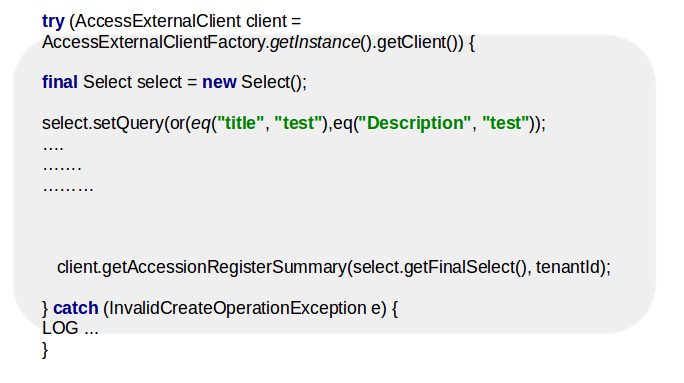 try (AccessExternalClient client =
AccessExternalClientFactory.getInstance().getClient()) {
final Select select = new Select();
select.setQuery(or(eq("title", "test"),eq("Description", "test"));
....
.......
.........
client.getAccessionRegisterSummary(select.getFinalSelect(), tenantId);
} catch (InvalidCreateOperationException e) {
LOG ...
}